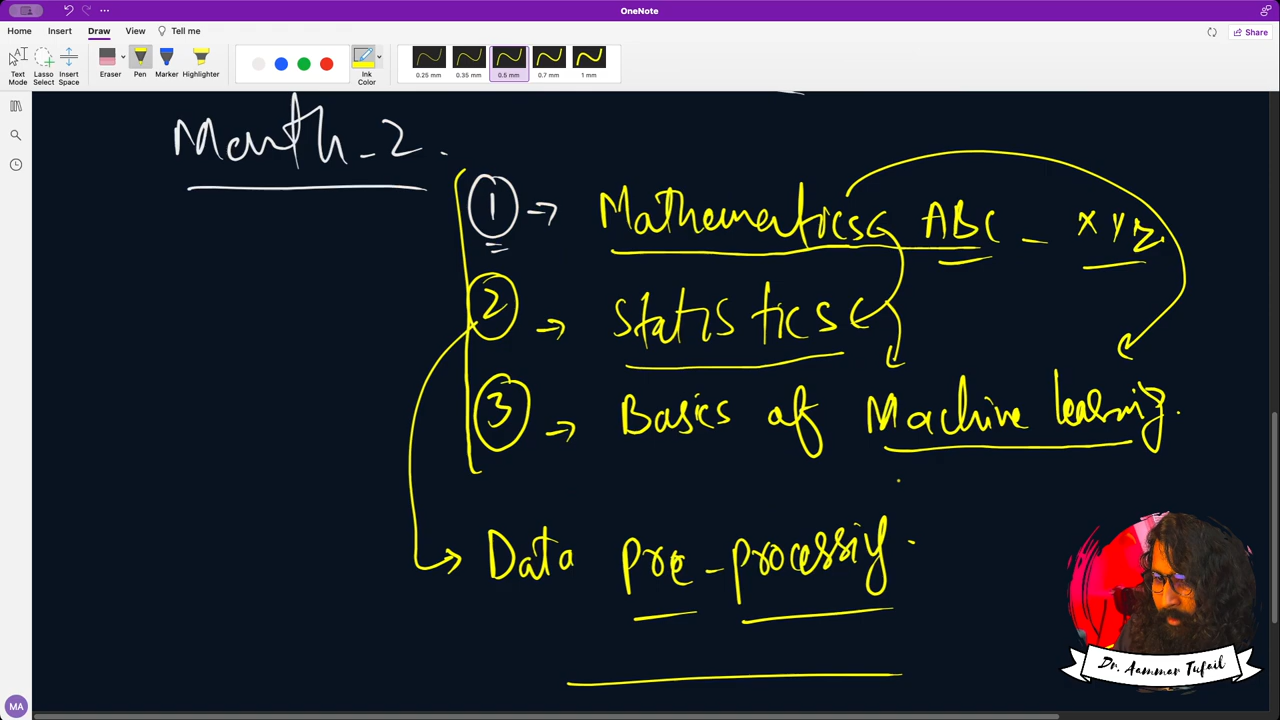 OneNote
Home Insert Draw View Tell me
Share
Text Mode
Lasso Select
Insert Space
Eraser
Pen
Marker
Highlighter
Ink Color
0.25 mm
0.35 mm
0.5 mm
0.7 mm
1 mm
Month-2.
1 → Mathematics ABC - XYZ
2 → Statistics
3 → Basics of Machine learning.
Data pre-processing.
Dr. Aammar Tufail
MA